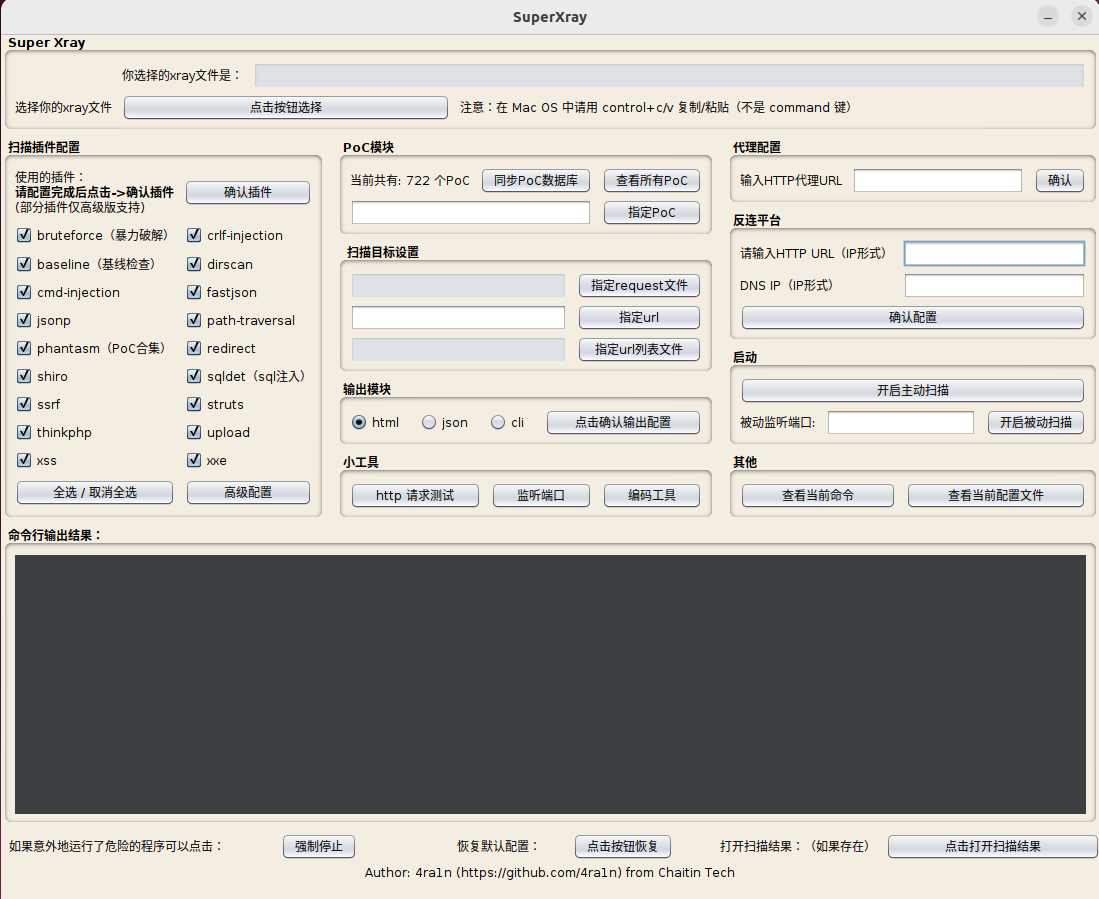 SuperXray
Super Xray
你选择的xray文件是：
选择你的xray文件 点击按钮选择 注意：在 Mac OS 中请用 control+c/v 复制/粘贴（不是 command 键）
扫描插件配置
使用的插件：
请配置完成后点击->确认插件
(部分插件仅高级版支持)
确认插件
bruteforce（暴力破解） crlf-injection
baseline（基线检查） dirscan
cmd-injection fastjson
jsonp path-traversal
phantasm（PoC合集） redirect
shiro sqldet（sql注入）
ssrf struts
thinkphp upload
xss xxe
全选 / 取消全选 高级配置
PoC模块
当前共有: 722 个PoC 同步PoC数据库 查看所有PoC
指定PoC
扫描目标设置
指定request文件
指定url
指定url列表文件
输出模块
html json cli 点击确认输出配置
小工具
http 请求测试 监听端口 编码工具
代理配置
输入HTTP代理URL 确认
反连平台
请输入HTTP URL（IP形式）
DNS IP（IP形式）
确认配置
启动
开启主动扫描
被动监听端口: 开启被动扫描
其他
查看当前命令 查看当前配置文件
命令行输出结果：
如果意外地运行了危险的程序可以点击： 强制停止 恢复默认配置： 点击按钮恢复 打开扫描结果：（如果存在） 点击打开扫描结果
Author: 4ra1n (https://github.com/4ra1n) from Chaitin Tech